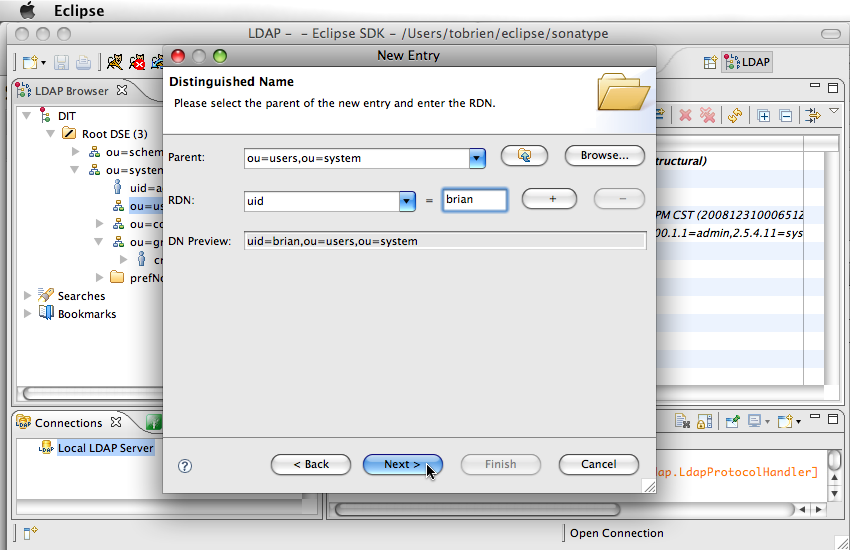 Eclipse
LDAP - - Eclipse SDK - /Users/tobrien/eclipse/sonatype
LDAP
LDAP Browser
DIT
Root DSE (3)
ou=schem
ou=system
uid=a
ou=us
ou=co
ou=gr
cr
prefNo
Searches
Bookmarks
New Entry
Distinguished Name
Please select the parent of the new entry and enter the RDN.
Parent:
ou=users,ou=system
Browse...
RDN:
uid
=
brian
+
−
DN Preview:
uid=brian,ou=users,ou=system
?
< Back
Next >
Finish
Cancel
tructural)
PM CST (200812310006512
00.1.1=admin,2.5.4.11=sys
Connections
Local LDAP Server
dap.LdapProtocolHandler]
Open Connection